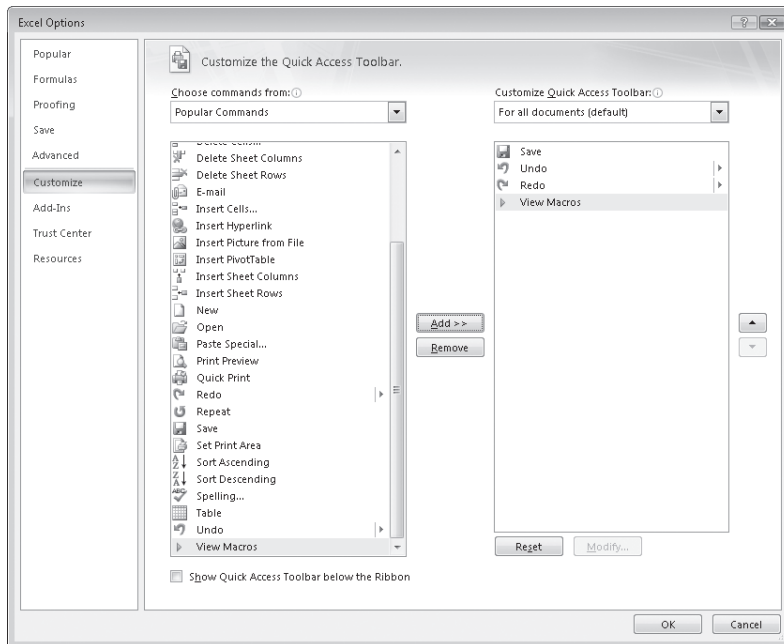 Excel Options
Popular
Formulas
Proofing
Save
Advanced
Customize
Add-Ins
Trust Center
Resources
Customize the Quick Access Toolbar.
Choose commands from:
Popular Commands
Delete Cells...
Delete Sheet Columns
Delete Sheet Rows
E-mail
Insert Cells...
Insert Hyperlink
Insert Picture from File
Insert PivotTable
Insert Sheet Columns
Insert Sheet Rows
New
Open
Paste Special...
Print Preview
Quick Print
Redo
Repeat
Save
Set Print Area
Sort Ascending
Sort Descending
Spelling...
Table
Undo
View Macros
Show Quick Access Toolbar below the Ribbon
Add >>
Remove
Customize Quick Access Toolbar:
For all documents (default)
Save
Undo
Redo
View Macros
Reset
Modify...
OK
Cancel